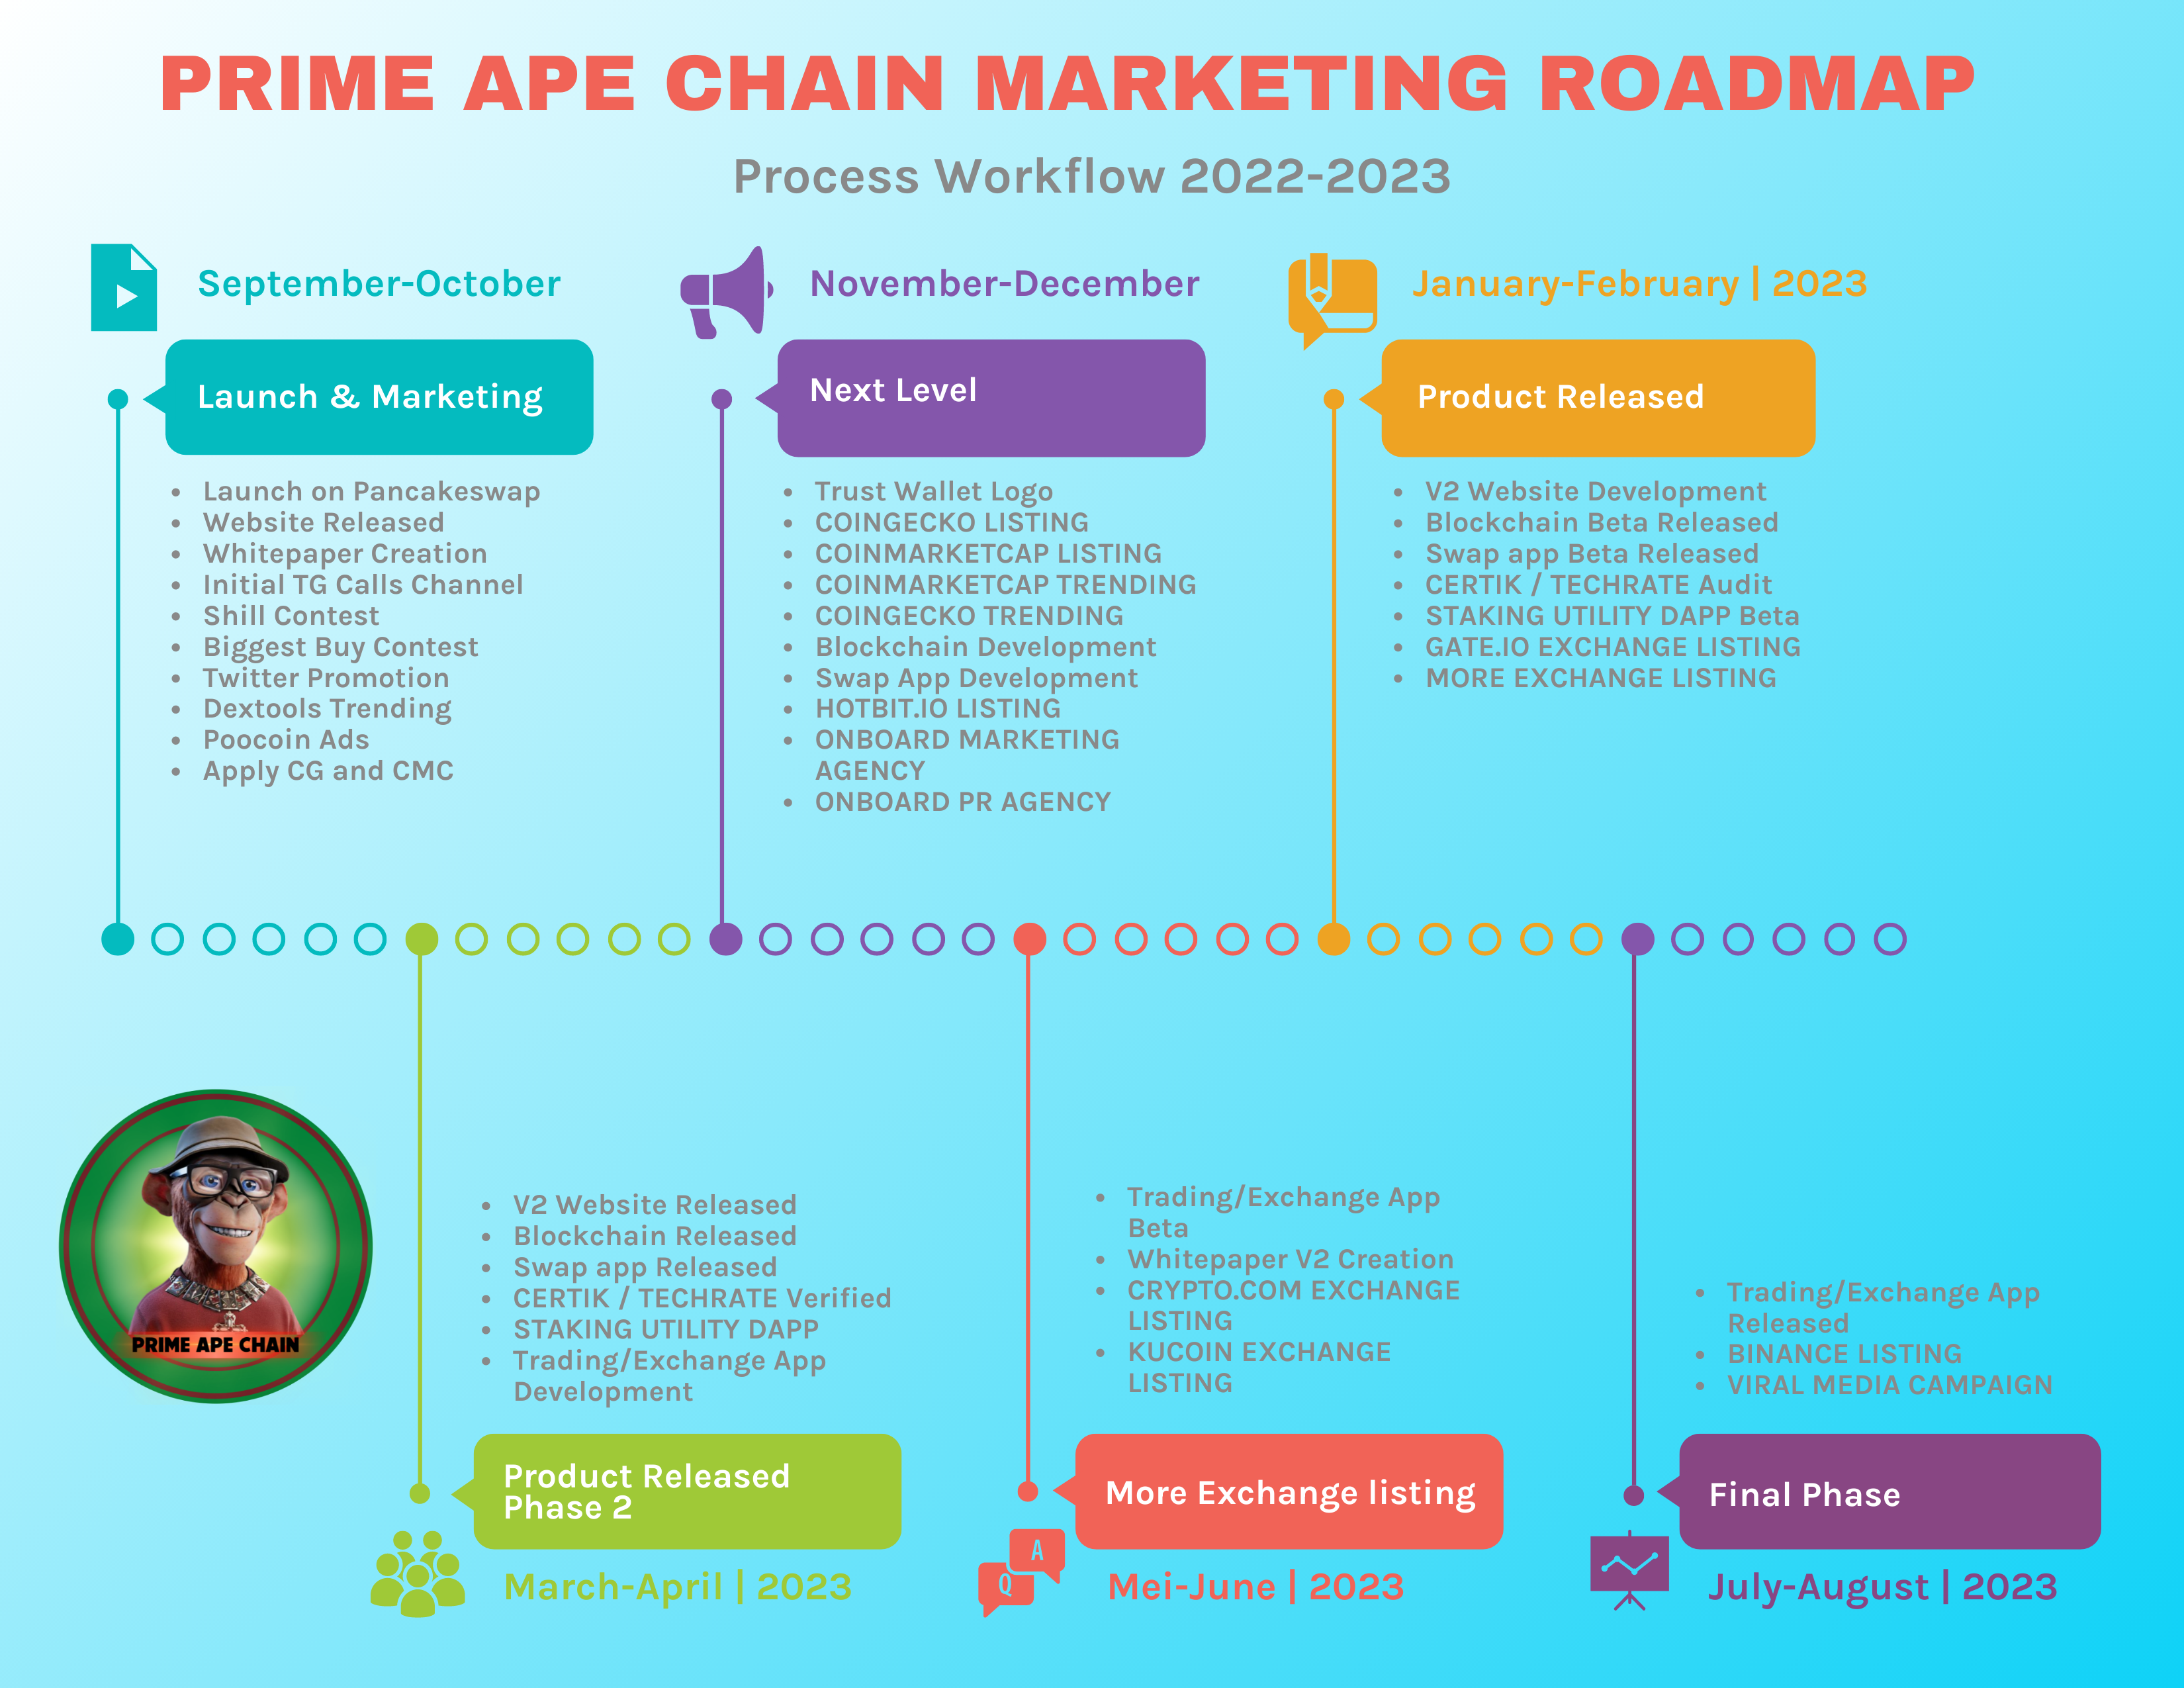 PRIME APE CHAIN MARKETING ROADMAP
Process Workflow 2022-2023
September-October
Launch & Marketing
Launch on Pancakeswap
Website Released
Whitepaper Creation
Initial TG Calls Channel
Shill Contest
Biggest Buy Contest
Twitter Promotion
Dextools Trending
Poocoin Ads
Apply CG and CMC
November-December
Next Level
Trust Wallet Logo
COINGECKO LISTING
COINMARKETCAP LISTING
COINMARKETCAP TRENDING
COINGECKO TRENDING
Blockchain Development
Swap App Development
HOTBIT.IO LISTING
ONBOARD MARKETING
AGENCY
ONBOARD PR AGENCY
January-February | 2023
Product Released
V2 Website Development
Blockchain Beta Released
Swap app Beta Released
CERTIK / TECHRATE Audit
STAKING UTILITY DAPP Beta
GATE.IO EXCHANGE LISTING
MORE EXCHANGE LISTING
PRIME APE CHAIN
V2 Website Released
Blockchain Released
Swap app Released
CERTIK / TECHRATE Verified
STAKING UTILITY DAPP
Trading/Exchange App
Development
Product Released
Phase 2
March-April | 2023
Trading/Exchange App
Beta
Whitepaper V2 Creation
CRYPTO.COM EXCHANGE
LISTING
KUCOIN EXCHANGE
LISTING
More Exchange listing
A
Q
Mei-June | 2023
Trading/Exchange App
Released
BINANCE LISTING
VIRAL MEDIA CAMPAIGN
Final Phase
July-August | 2023